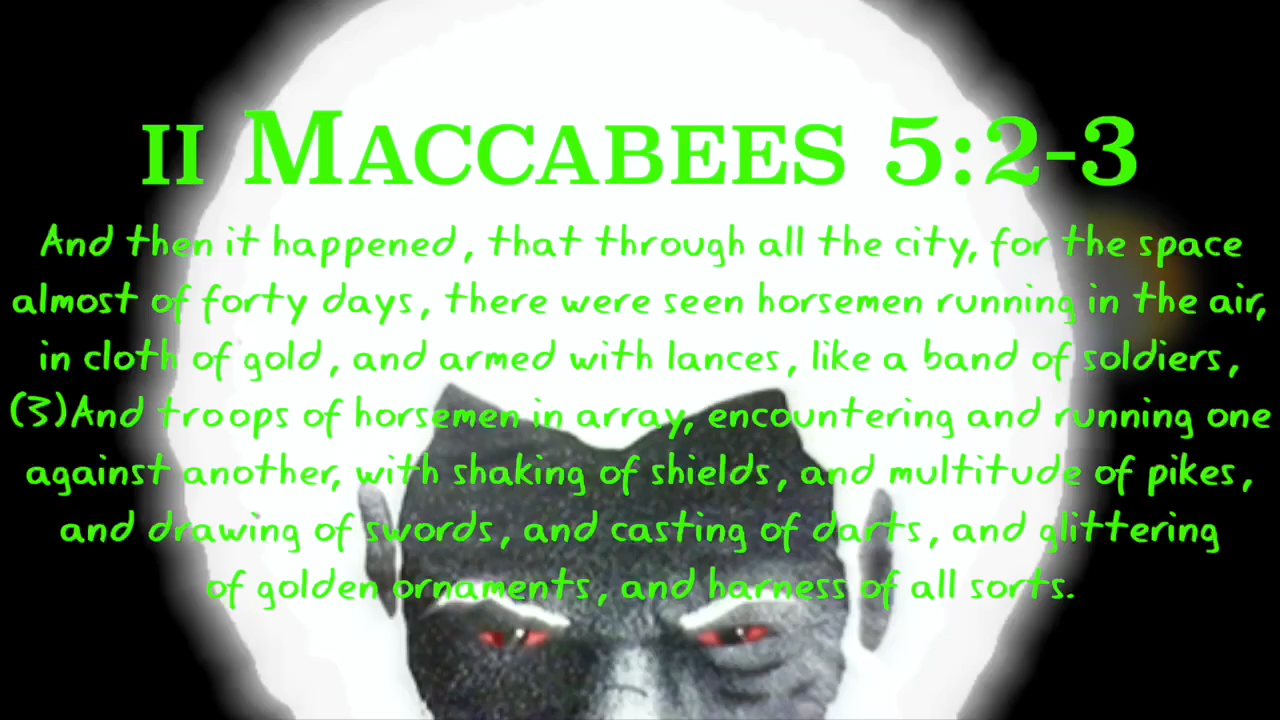 II MACCABEES 5:2-3
And then it happened, that through all the city, for the space
almost of forty days, there were seen horsemen running in the air,
in cloth of gold, and armed with lances, like a band of soldiers,
(3)And troops of horsemen in array, encountering and running one
against another, with shaking of shields, and multitude of pikes,
and drawing of swords, and casting of darts, and glittering
of golden ornaments, and harness of all sorts.